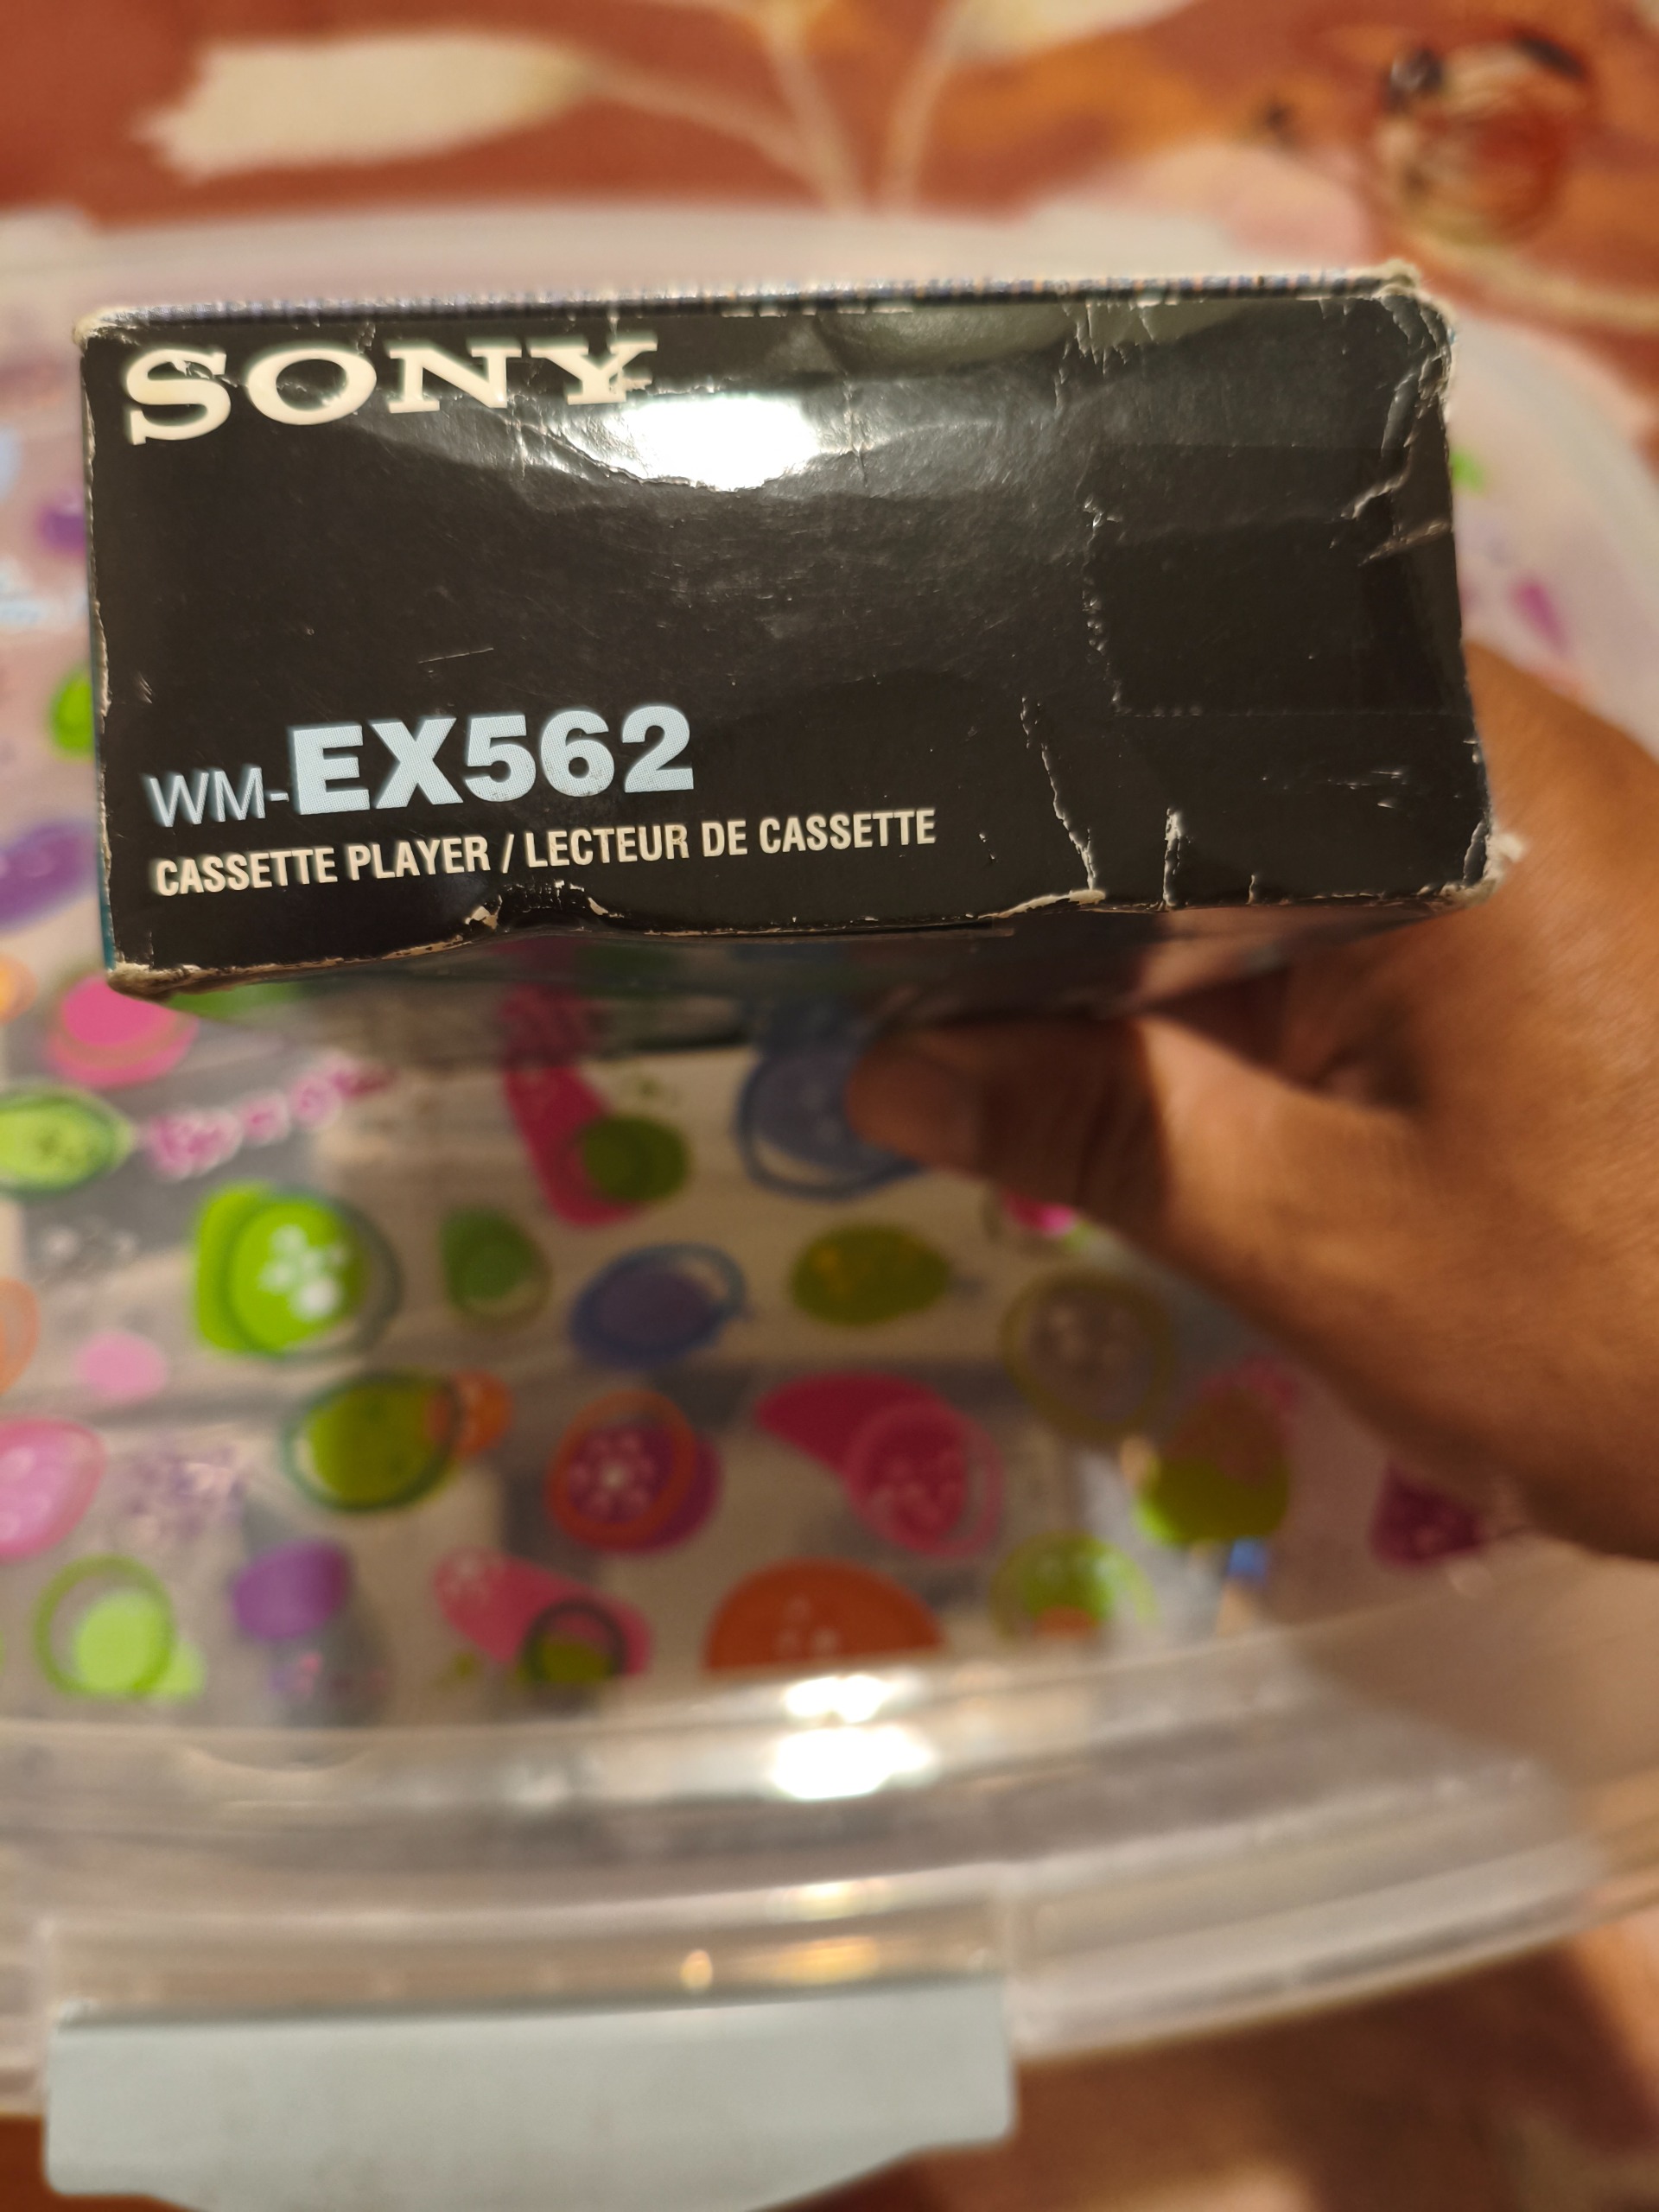 SONY
WM-EX562
CASSETTE PLAYER / LECTEUR DE CASSETTE